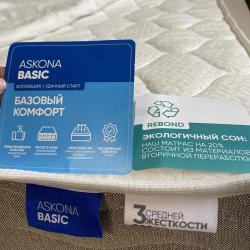 ASKONA
BASIC
КОЛЛЕКЦИЯ | УДАЧНЫЙ СТАРТ
БАЗОВЫЙ
КОМФОРТ
REBOND
ЭКОЛОГИЧНЫЙ СОН:
НАШ МАТРАС НА 20%
СОСТОИТ ИЗ МАТЕРИАЛОВ
ВТОРИЧНОЙ ПЕРЕРАБОТКИ
ASKONA
BASIC
3 СРЕДНЕЙ
ЖЕСТКОСТИ